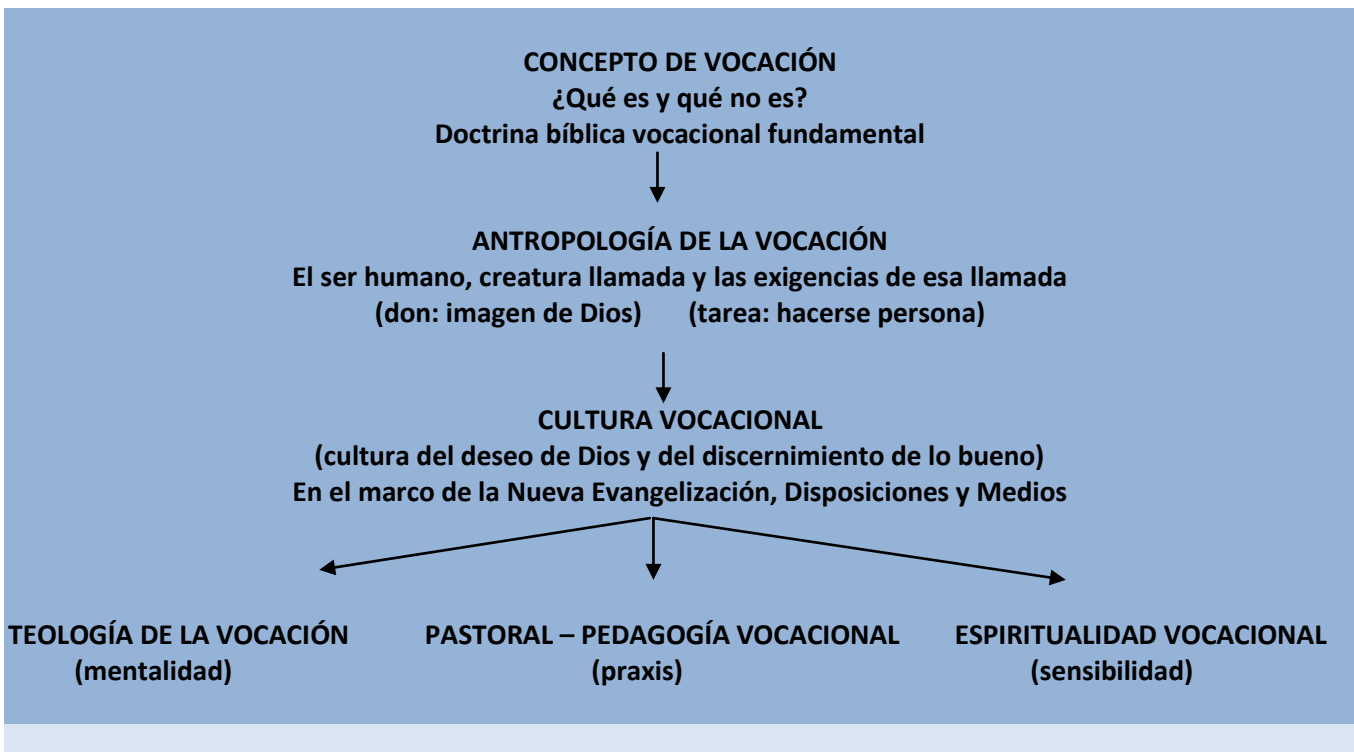 CONCEPTO DE VOCACIÓN
¿Qué es y qué no es?
Doctrina bíblica vocacional fundamental
ANTROPOLOGÍA DE LA VOCACIÓN
El ser humano, creatura llamada y las exigencias de esa llamada
(don: imagen de Dios) (tarea: hacerse persona)
CULTURA VOCACIONAL
(cultura del deseo de Dios y del discernimiento de lo bueno)
En el marco de la Nueva Evangelización, Disposiciones y Medios
TEOLOGÍA DE LA VOCACIÓN PASTORAL – PEDAGOGÍA VOCACIONAL ESPIRITUALIDAD VOCACIONAL
(mentalidad) (praxis) (sensibilidad)